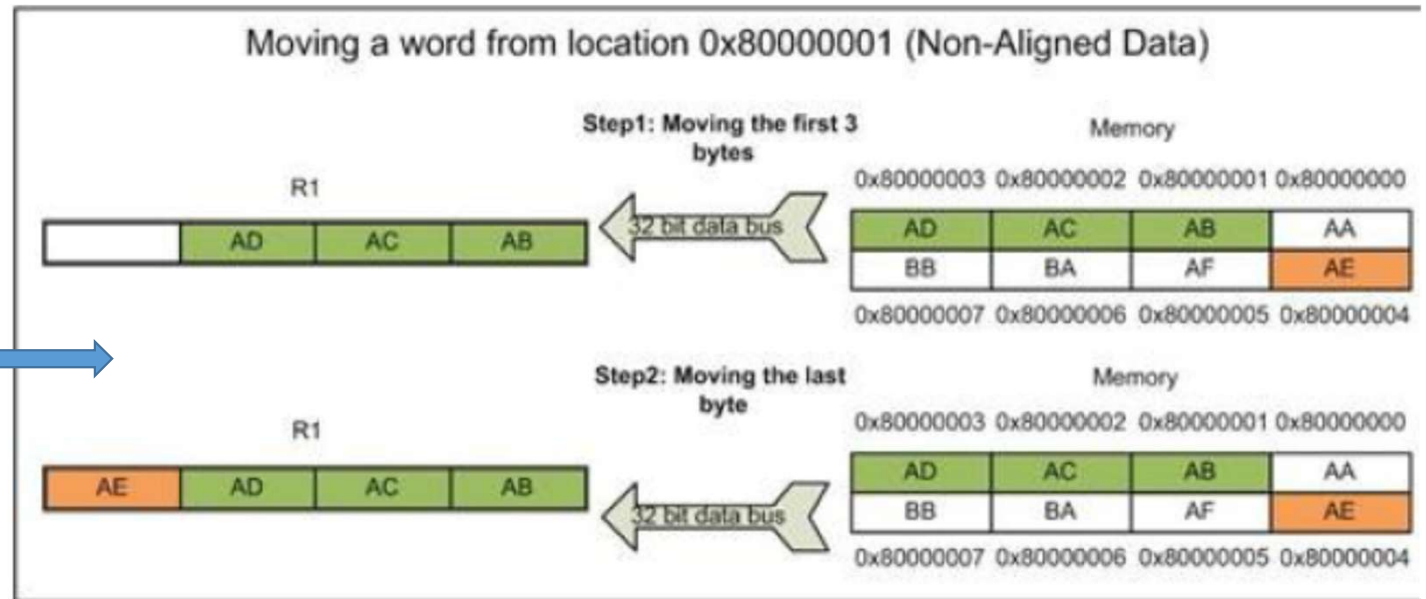 Moving a word from location 0x80000001 (Non-Aligned Data)
Step1: Moving the first 3
bytes
Memory
R1
0x80000003 0x80000002 0x80000001 0x80000000
AD AC AB
32 bit data bus
AD AC AB AA
BB BA AF AE
0x80000007 0x80000006 0x80000005 0x80000004
Step2: Moving the last
byte
Memory
R1
0x80000003 0x80000002 0x80000001 0x80000000
AE AD AC AB
32 bit data bus
AD AC AB AA
BB BA AF AE
0x80000007 0x80000006 0x80000005 0x80000004